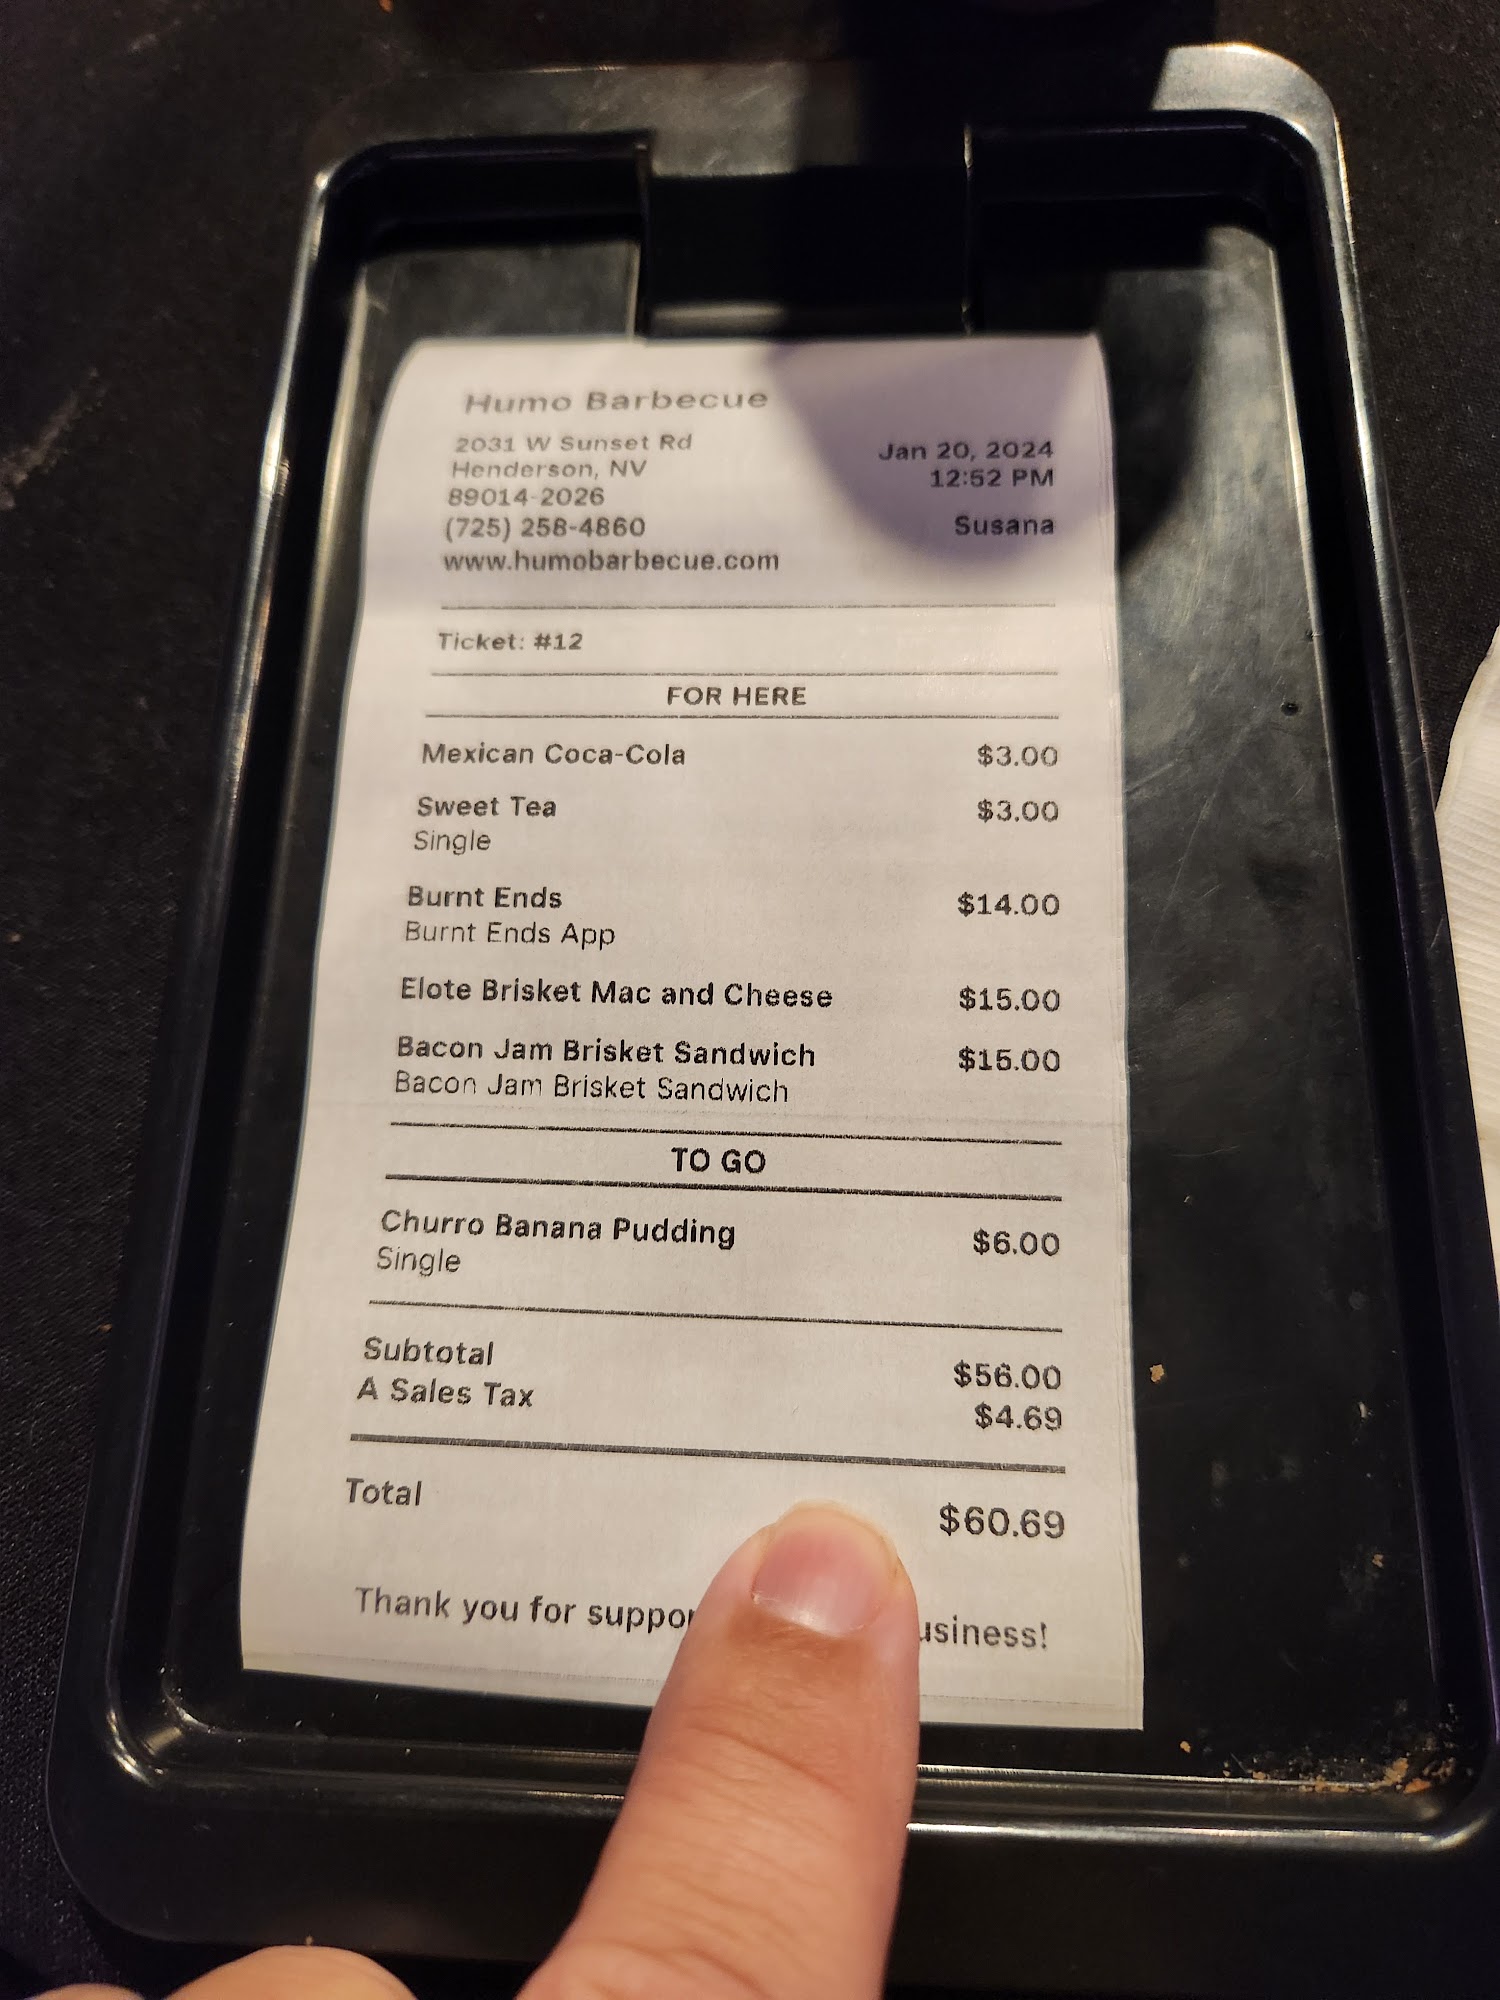 Humo Barbecue
2031 W Sunset Rd
Henderson, NV
89014-2026
(725) 258-4860
www.humobarbecue.com
Jan 20, 2024
12:52 PM
Susana
Ticket: #12
FOR HERE
Mexican Coca-Cola $3.00
Sweet Tea $3.00
Single
Burnt Ends $14.00
Burnt Ends App
Elote Brisket Mac and Cheese $15.00
Bacon Jam Brisket Sandwich $15.00
Bacon Jam Brisket Sandwich
TO GO
Churro Banana Pudding $6.00
Single
Subtotal $56.00
A Sales Tax $4.69
Total $60.69
Thank you for